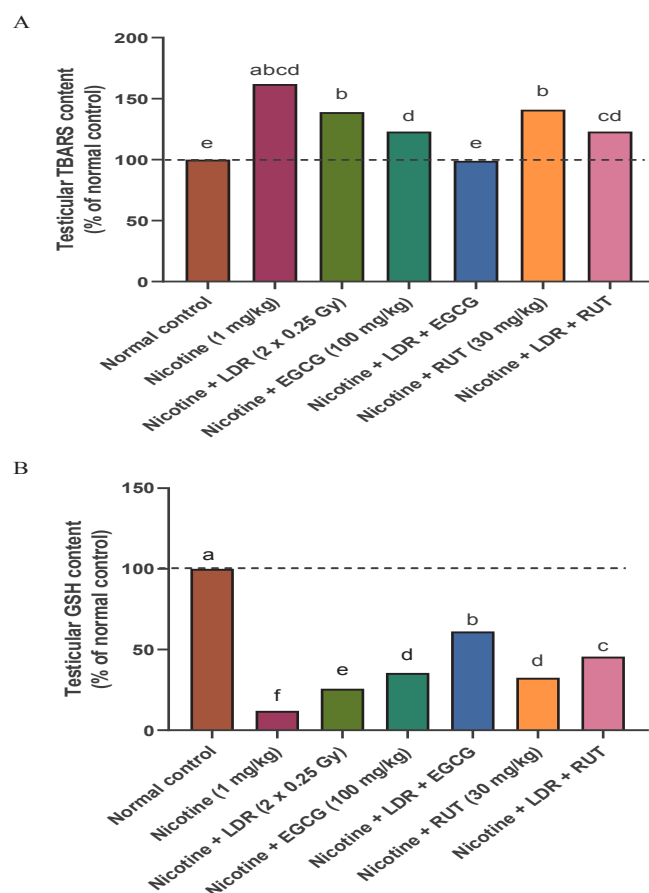 A
Testicular TBARS content
(% of normal control)
200
150
100
50
0
e
abcd
b
d
e
b
cd
Normal control
Nicotine (1 mg/kg)
Nicotine + LDR (2 x 0.25 Gy)
Nicotine + EGCG (100 mg/kg)
Nicotine + LDR + EGCG
Nicotine + RUT (30 mg/kg)
Nicotine + LDR + RUT
B
Testicular GSH content
(% of normal control)
150
100
50
0
a
f
e
d
b
d
c
Normal control
Nicotine (1 mg/kg)
Nicotine + LDR (2 x 0.25 Gy)
Nicotine + EGCG (100 mg/kg)
Nicotine + LDR + EGCG
Nicotine + RUT (30 mg/kg)
Nicotine + LDR + RUT